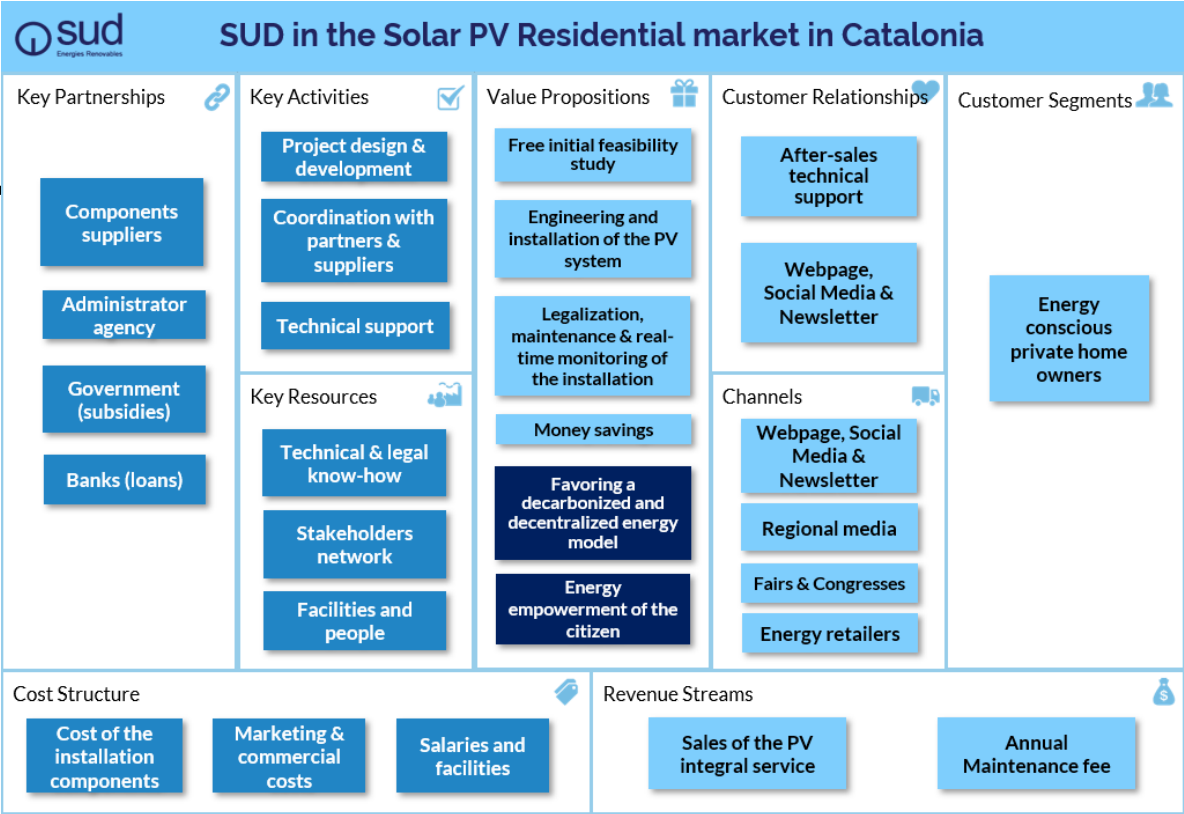 sud
Energies Renovables
SUD in the Solar PV Residential market in Catalonia
Key Partnerships
Components
suppliers
Administrator
agency
Government
(subsidies)
Banks (loans)
Key Activities
Project design &
development
Coordination with
partners &
suppliers
Technical support
Key Resources
Technical & legal
know-how
Stakeholders
network
Facilities and
people
Value Propositions
Free initial feasibility
study
Engineering and
installation of the PV
system
Legalization,
maintenance & real-
time monitoring of
the installation
Money savings
Favoring a
decarbonized and
decentralized energy
model
Energy
empowerment of the
citizen
Customer Relationships
After-sales
technical
support
Webpage,
Social Media &
Newsletter
Channels
Webpage, Social
Media &
Newsletter
Regional media
Fairs & Congresses
Energy retailers
Customer Segments
Energy
conscious
private home
owners
Cost Structure
Cost of the
installation
components
Marketing &
commercial
costs
Salaries and
facilities
Revenue Streams
$
Sales of the PV
integral service
Annual
Maintenance fee